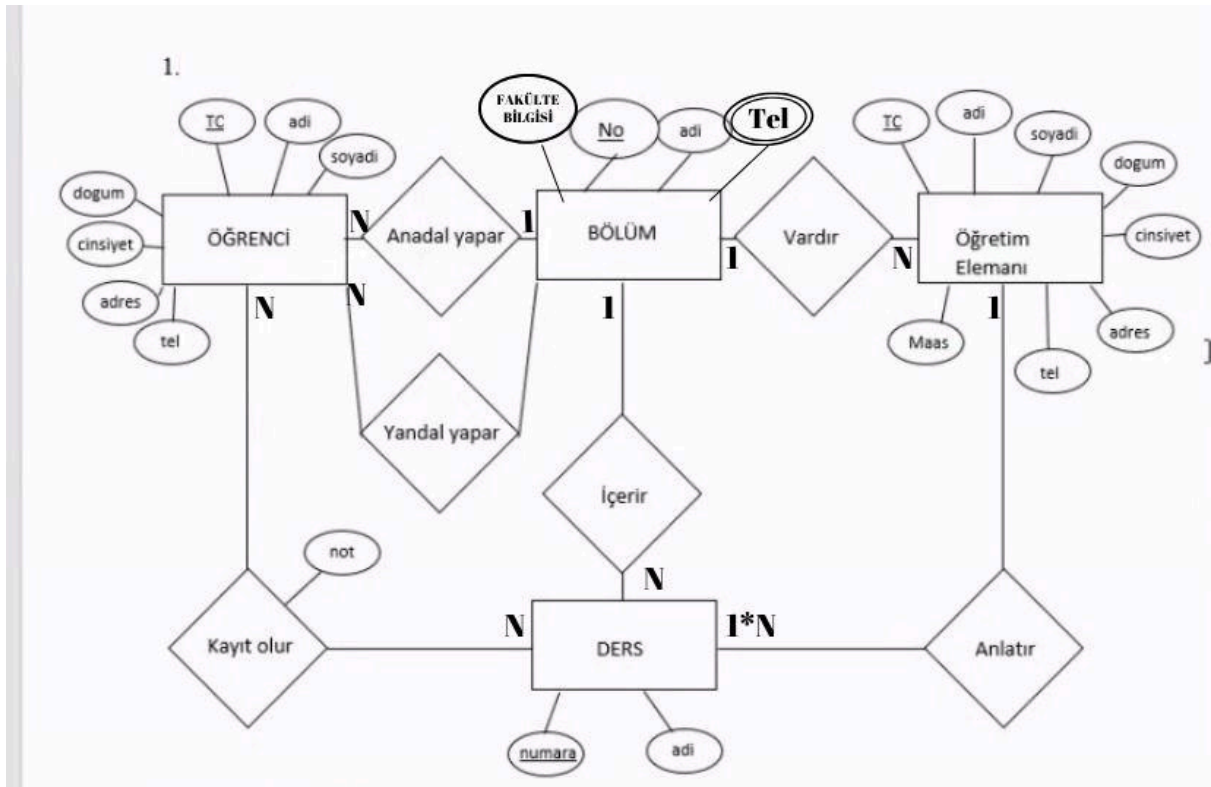 1.
TC
adi
soyadi
dogum
cinsiyet
adres
tel
ÖĞRENCİ
N
Anadal yapar
1
FAKÜLTE
BİLGİSİ
No
adi
Tel
BÖLÜM
1
Vardır
N
TC
adi
soyadi
dogum
cinsiyet
adres
tel
Maas
Öğretim
Elemanı
N
N
1
1
Yandal yapar
İçerir
N
not
Kayıt olur
N
DERS
1*N
Anlatır
numara
adi